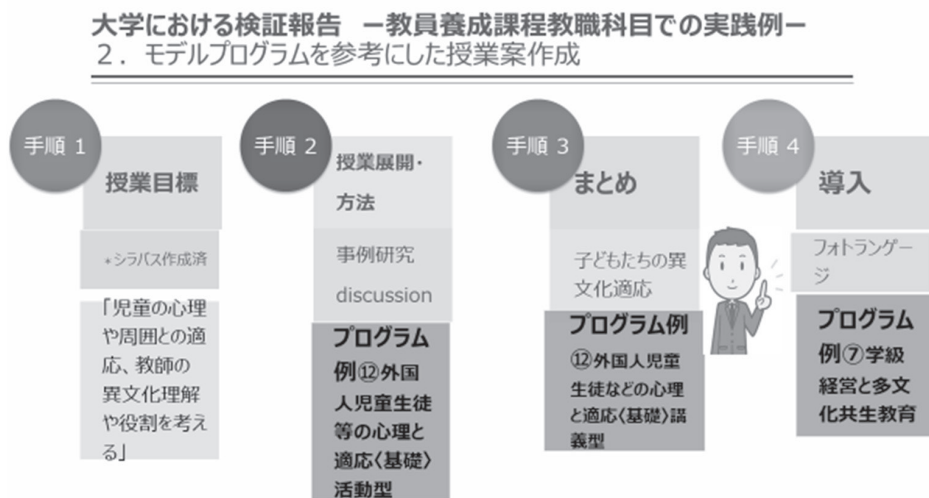 大学における検証報告　ー教員養成課程教職科目での実践例ー
２．モデルプログラムを参考にした授業案作成
手順 1
授業目標
*シラバス作成済
「児童の心理
や周囲との適
応、教師の
異文化理解
や役割を考え
る」
手順 2
授業展開・
方法
事例研究
discussion
プログラム
例⑫外国
人児童生徒
等の心理と
適応〈基礎〉
活動型
手順 3
まとめ
子どもたちの異
文化適応
プログラム例
⑫外国人児童
生徒などの心理
と適応〈基礎〉講
義型
手順 4
導入
フォトランゲー
ジ
プログラム
例⑦学級
経営と多文
化共生教育